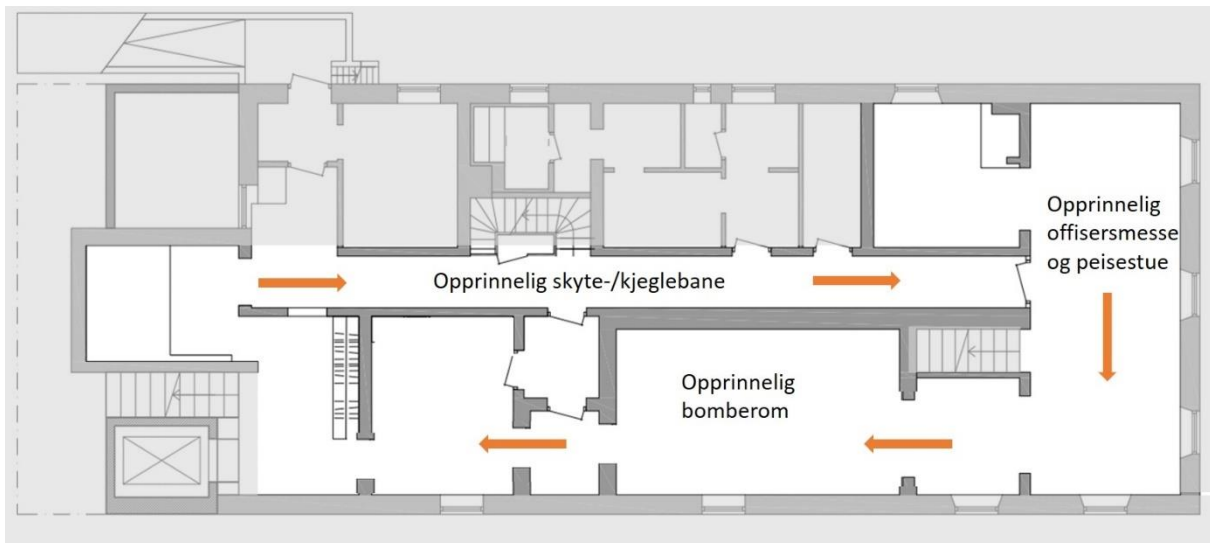 Opprinnelig
offisersmesse
og peisestue
Opprinnelig skyte-/kjeglebane
Opprinnelig
bomberom